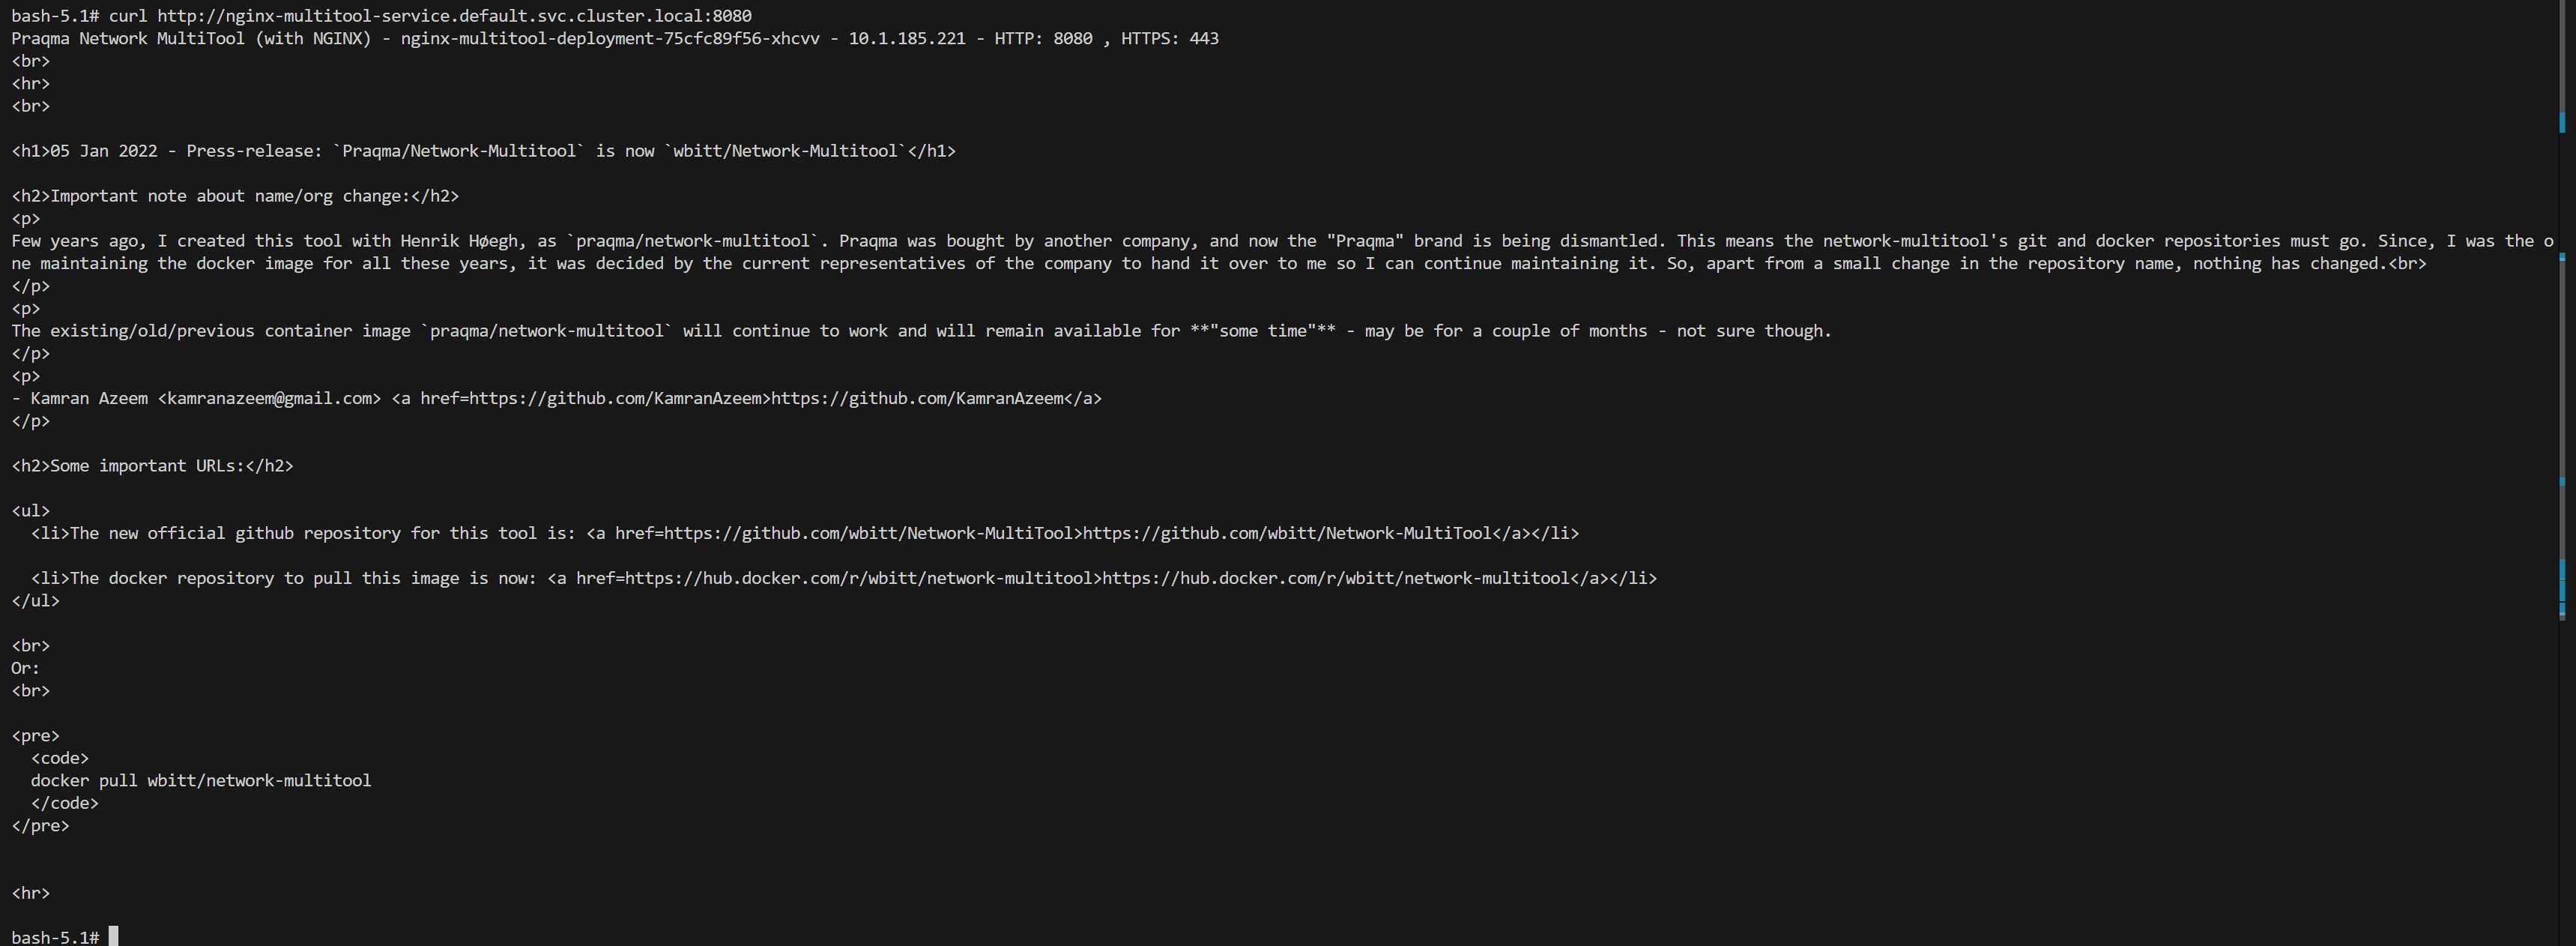 bash-5.1# curl http://nginx-multitool-service.default.svc.cluster.local:8080
Praqma Network MultiTool (with NGINX) - nginx-multitool-deployment-75cfc89f56-xhcvv - 10.1.185.221 - HTTP: 8080 , HTTPS: 443
<br>
<hr>
<br>

<h1>05 Jan 2022 - Press-release: `Praqma/Network-Multitool` is now `wbitt/Network-Multitool`</h1>

<h2>Important note about name/org change:</h2>
<p>
Few years ago, I created this tool with Henrik Høegh, as `praqma/network-multitool`. Praqma was bought by another company, and now the "Praqma" brand is being dismantled. This means the network-multitool's git and docker repositories must go. Since, I was the o
ne maintaining the docker image for all these years, it was decided by the current representatives of the company to hand it over to me so I can continue maintaining it. So, apart from a small change in the repository name, nothing has changed.<br>
</p>
<p>
The existing/old/previous container image `praqma/network-multitool` will continue to work and will remain available for **"some time"** - may be for a couple of months - not sure though.
</p>
<p>
- Kamran Azeem <kamranazeem@gmail.com> <a href=https://github.com/KamranAzeem>https://github.com/KamranAzeem</a>
</p>

<h2>Some important URLs:</h2>

<ul>
  <li>The new official github repository for this tool is: <a href=https://github.com/wbitt/Network-MultiTool>https://github.com/wbitt/Network-MultiTool</a></li>

  <li>The docker repository to pull this image is now: <a href=https://hub.docker.com/r/wbitt/network-multitool>https://hub.docker.com/r/wbitt/network-multitool</a></li>
</ul>

<br>
Or:
<br>

<pre>
  <code>
  docker pull wbitt/network-multitool
  </code>
</pre>


<hr>

bash-5.1#